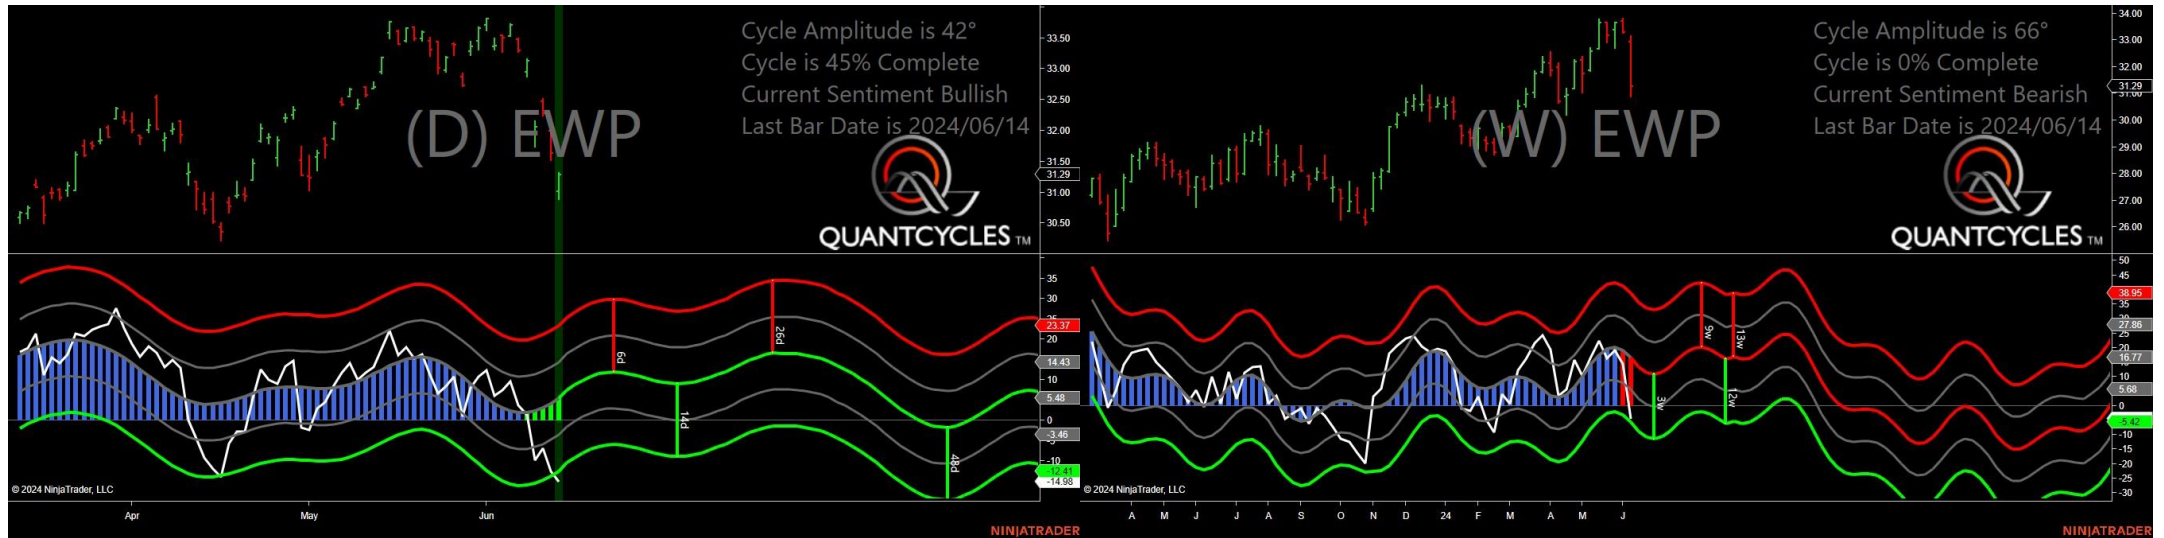 Cycle Amplitude is 42°
Cycle is 45% Complete
Current Sentiment Bullish
Last Bar Date is 2024/06/14
(D) EWP
QUANTCYCLES TM
33.50
33.00
32.50
32.00
31.50
31.29
31.00
30.50
35
30
23.37
20
14.43
10
5.48
0
-3.46
-10
-12.41
-14.98
6d
26d
14d
48d
© 2024 NinjaTrader, LLC
Apr
May
Jun
NINJATRADER
Cycle Amplitude is 66°
Cycle is 0% Complete
Current Sentiment Bearish
Last Bar Date is 2024/06/14
(W) EWP
QUANTCYCLES TM
34.00
33.00
32.00
31.29
31.00
30.00
29.00
28.00
27.00
26.00
50
45
38.95
35
27.86
20
16.77
10
5.68
0
-5.42
-10
-15
-20
-25
-30
9w
13w
3w
12w
© 2024 NinjaTrader, LLC
A M J J A S O N D 24 F M A M J
NINJATRADER